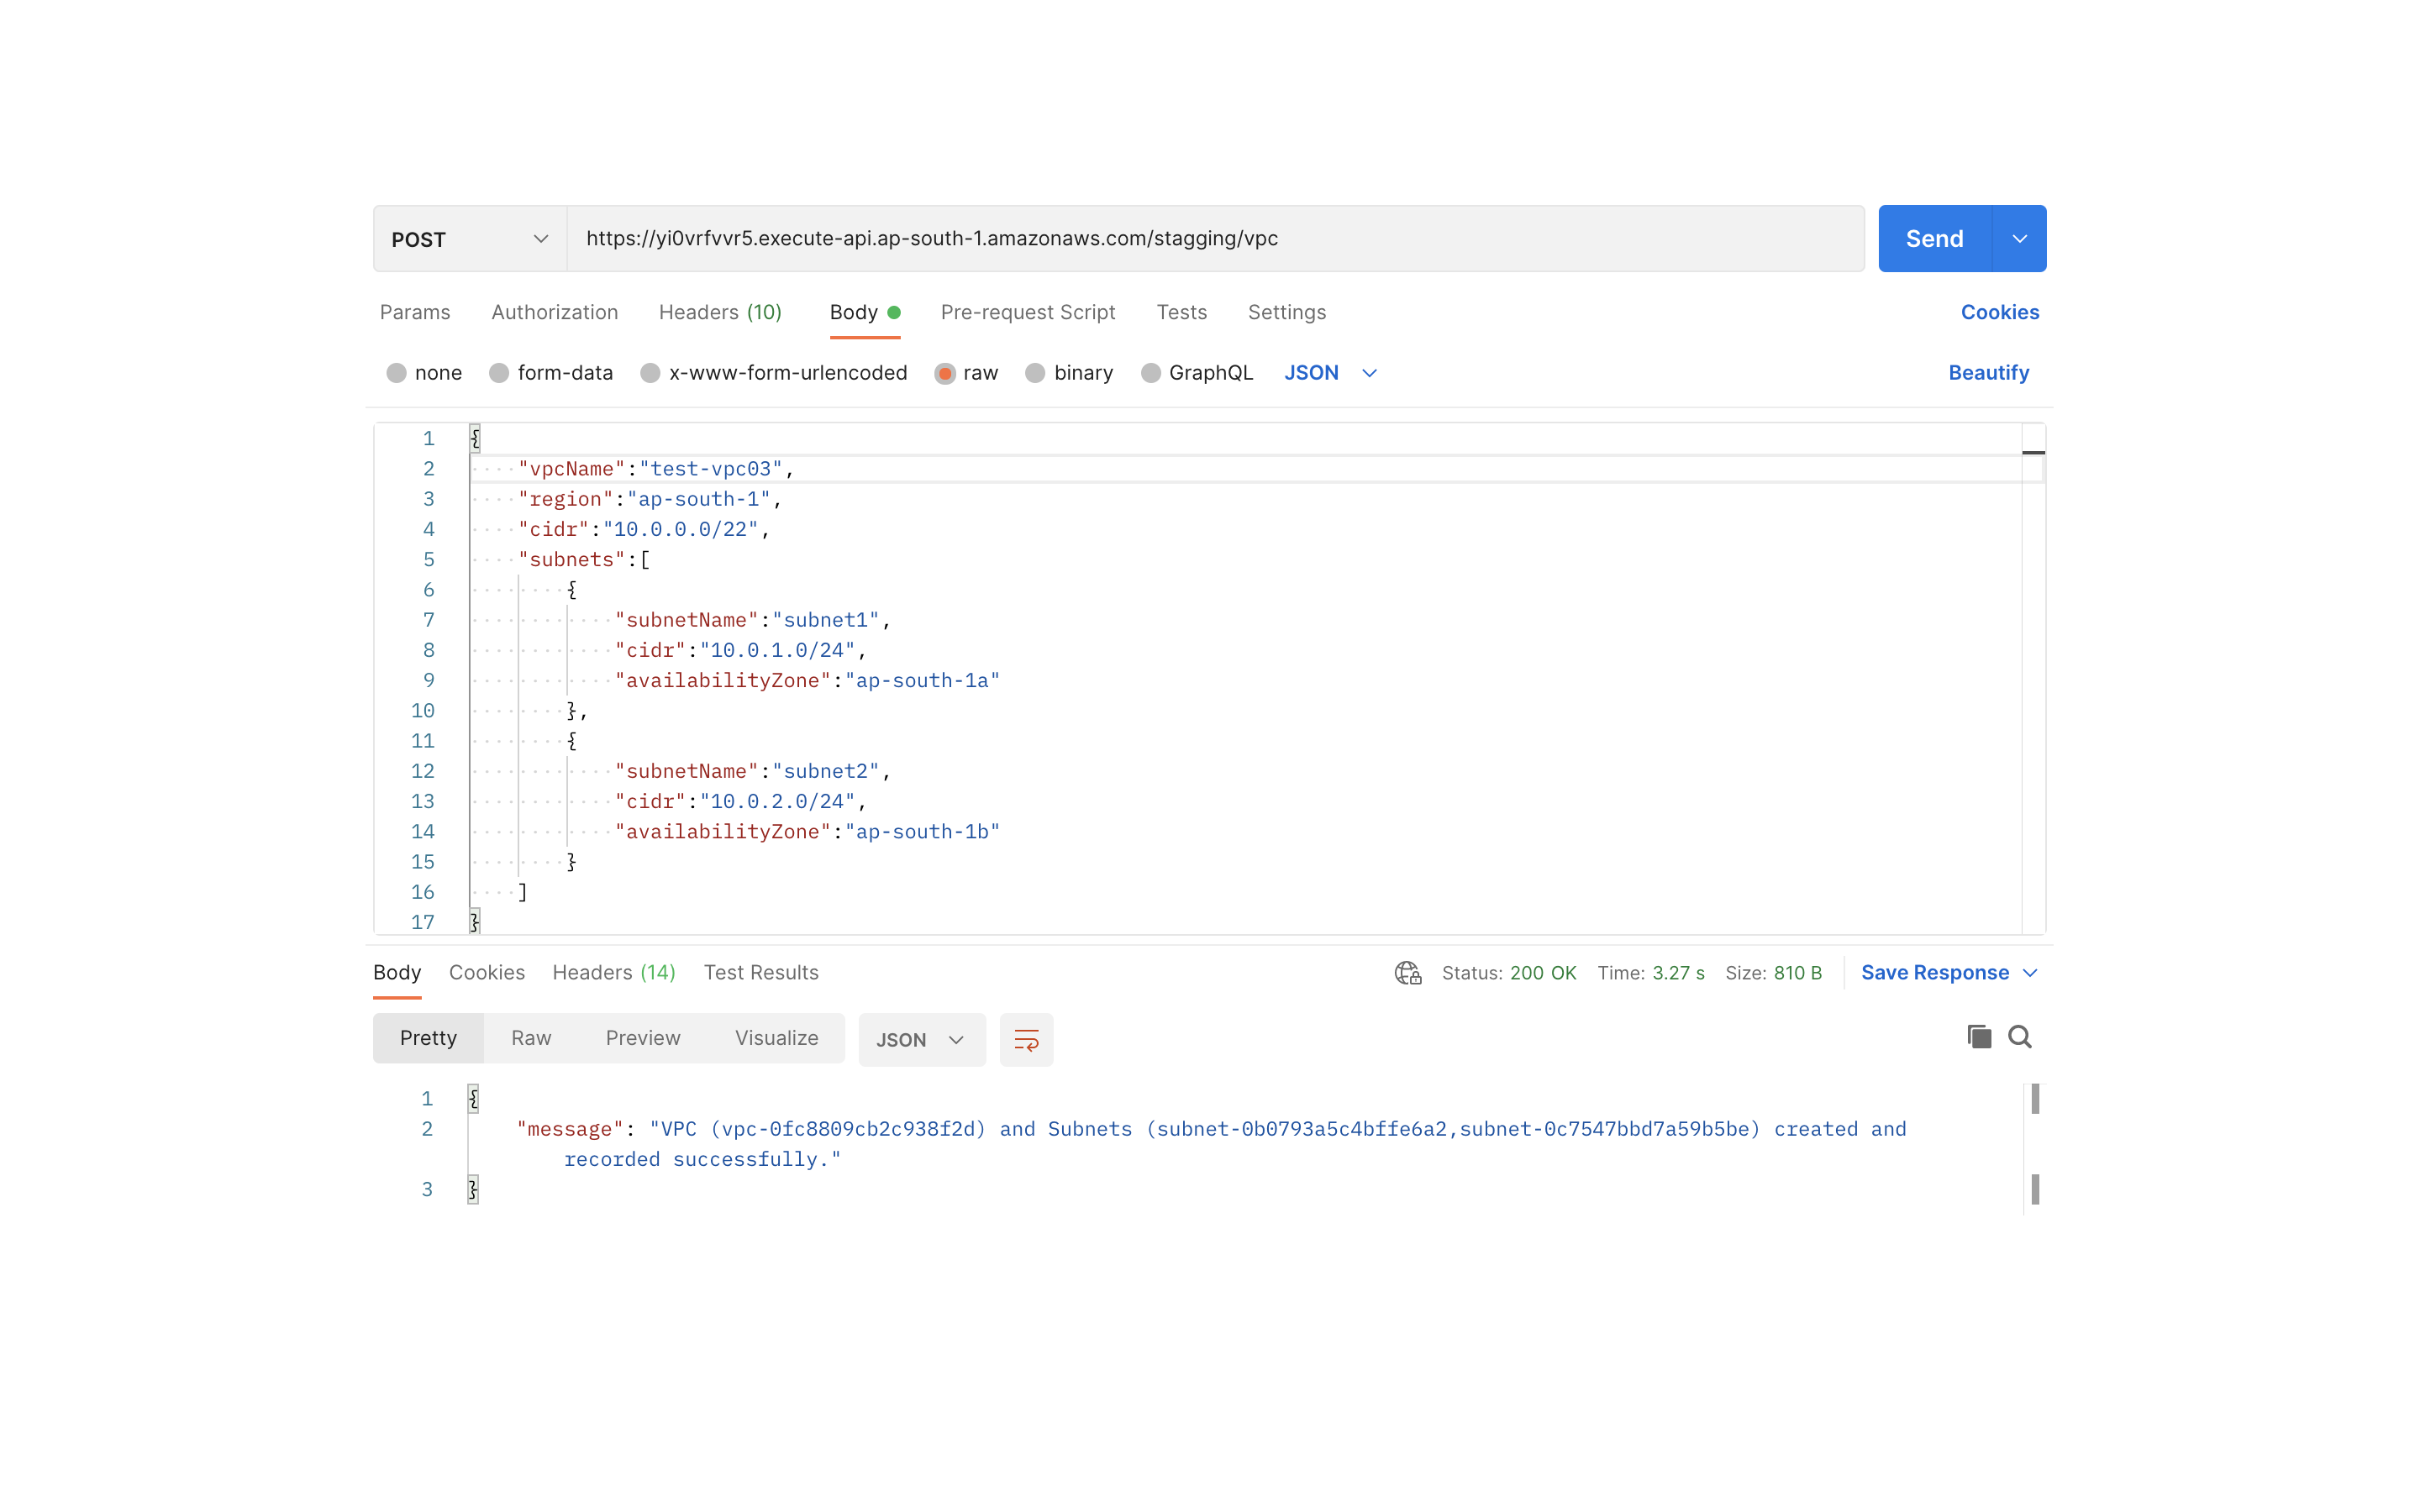 POST https://yi0vrfvvr5.execute-api.ap-south-1.amazonaws.com/stagging/vpc Send
Params Authorization Headers (10) Body Pre-request Script Tests Settings Cookies
none form-data x-www-form-urlencoded raw binary GraphQL JSON Beautify
1 {
2 "vpcName":"test-vpc03",
3 "region":"ap-south-1",
4 "cidr":"10.0.0.0/22",
5 "subnets":[
6 {
7 "subnetName":"subnet1",
8 "cidr":"10.0.1.0/24",
9 "availabilityZone":"ap-south-1a"
10 },
11 {
12 "subnetName":"subnet2",
13 "cidr":"10.0.2.0/24",
14 "availabilityZone":"ap-south-1b"
15 }
16 ]
17 }
Body Cookies Headers (14) Test Results Status: 200 OK Time: 3.27 s Size: 810 B Save Response
Pretty Raw Preview Visualize JSON
1 {
2 "message": "VPC (vpc-0fc8809cb2c938f2d) and Subnets (subnet-0b0793a5c4bffe6a2,subnet-0c7547bbd7a59b5be) created and
recorded successfully."
3 }